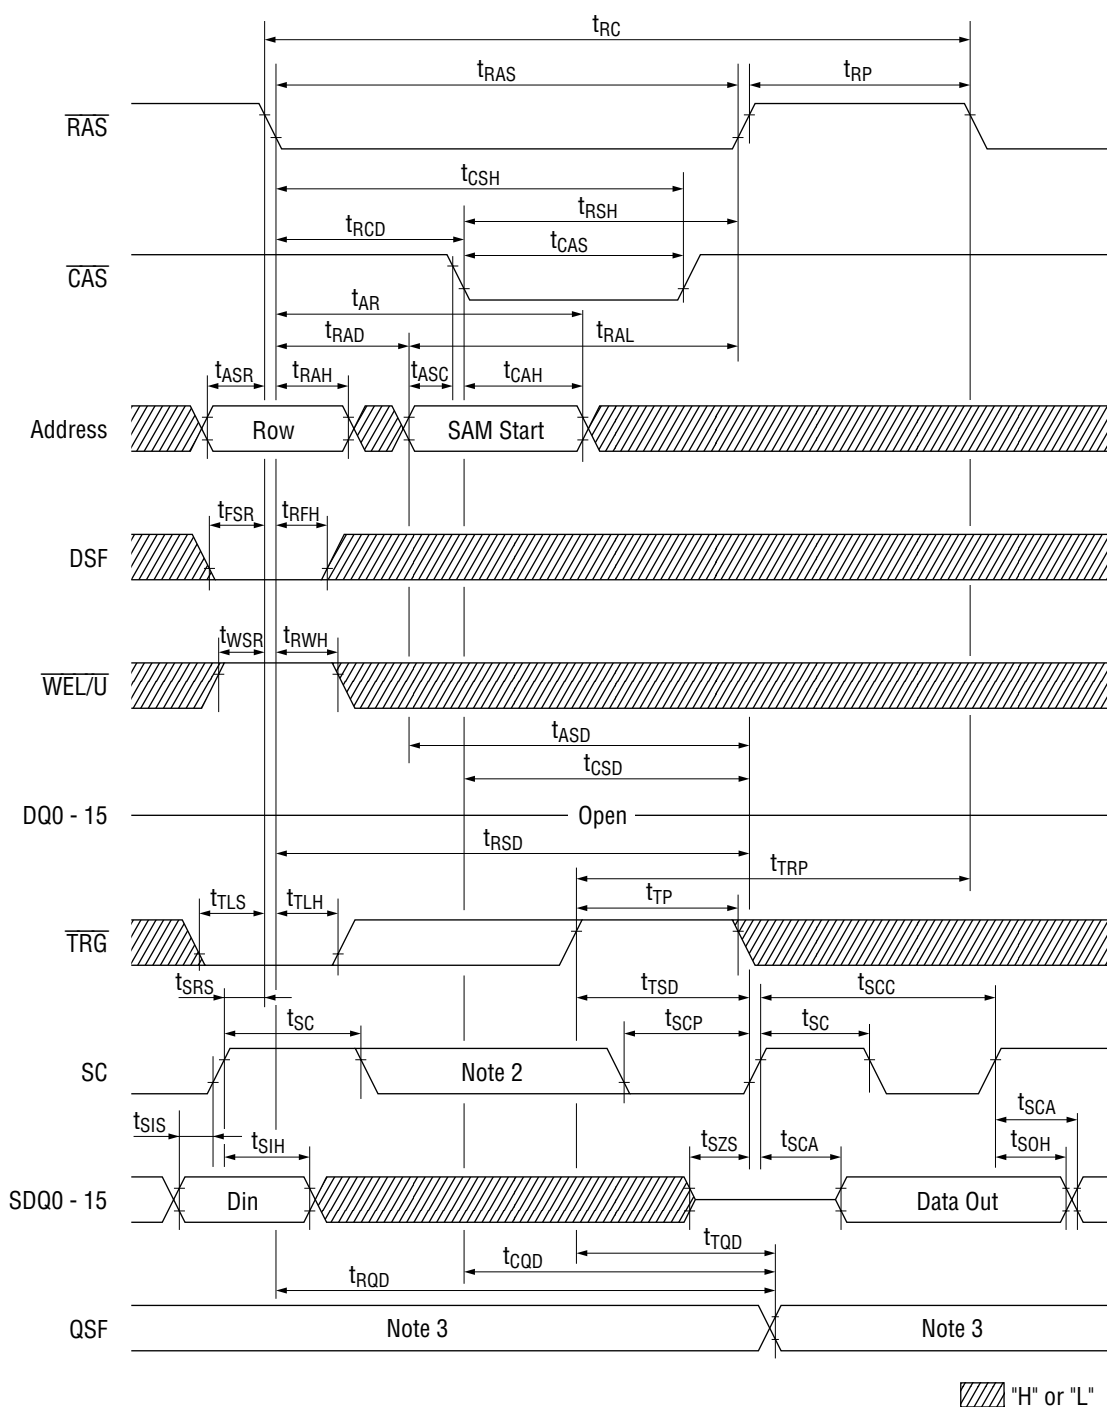 tRC
tRAS tRP
RAS
tCSH
tRSH
tRCD
tCAS
CAS
tAR
tRAD tRAL
tASR tRAH tASC tCAH
Address Row SAM Start
tFSR tRFH
DSF
tWSR tRWH
WEL/U
tASD
tCSD
DQ0 - 15 Open
tRSD
tTRP
tTLS tTLH tTP
TRG
tSRS tTSD tSCC
tSC tSCP tSC
SC Note 2
tSIS tSCA
tSIH tSZS tSCA tSOH
SDQ0 - 15 Din Data Out
tTQD
tCQD
tRQD
QSF Note 3 Note 3
"H" or "L"